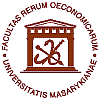 FACULTAS RERUM OECONOMICARUM
UNIVERSITATIS MASARYKIANAE